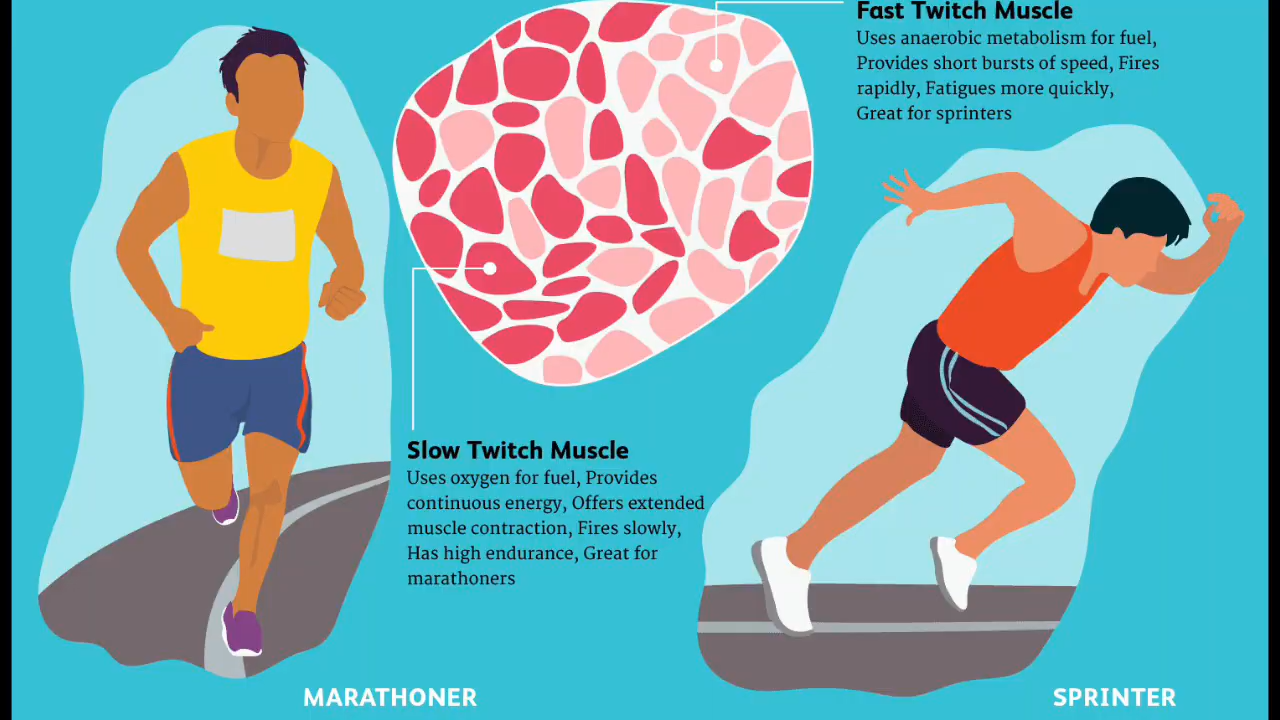 Fast Twitch Muscle
Uses anaerobic metabolism for fuel,
Provides short bursts of speed, Fires
rapidly, Fatigues more quickly,
Great for sprinters
Slow Twitch Muscle
Uses oxygen for fuel, Provides
continuous energy, Offers extended
muscle contraction, Fires slowly,
Has high endurance, Great for
marathoners
MARATHONER
SPRINTER